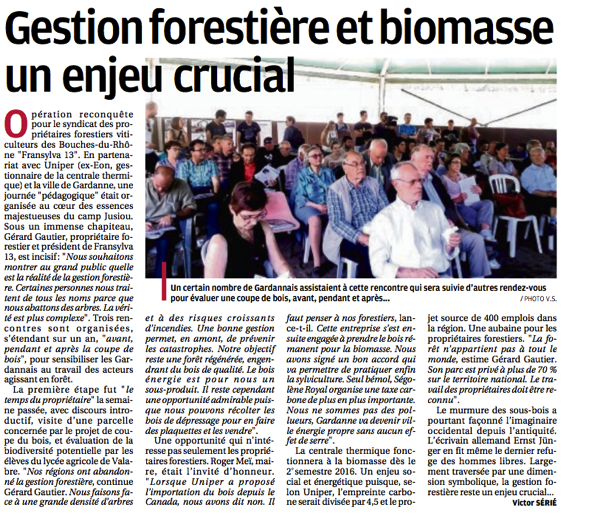 Gestion forestière et biomasse
un enjeu crucial
Opération reconquête
pour le syndicat des pro-
priétaires forestiers viti-
culteurs des Bouches-du-Rhô-
ne "Fransylva 13". En parte-
nariat avec Uniper (ex-Eon,
gestionnaire de la centrale ther-
mique) et la ville de Gardanne,
une journée "pédagogique" était
organisée au cœur des essences
majestueuses du camp Jusiou.
Sous un immense chapiteau,
Gérard Gautier, propriétaire fo-
restier et président de Fransylva
13, est incisif: "Nous souhaitons
montrer au grand public quelle
est la réalité de la gestion forestiè-
re. Certaines personnes nous trai-
tent de tous les noms parce que
nous abattons des arbres. La véri-
té est plus complexe". Trois ren-
contres sont organisées,
s'étendant sur un an, "avant,
pendant et après la coupe de
bois", pour sensibiliser les Gar-
dannais au travail des acteurs
agissant en forêt.
La première étape fut "le
temps du propriétaire" la semai-
ne passée, avec discours intro-
ductif, visite d'une parcelle
concernée par le projet de cou-
pe du bois, et évaluation de la
biodiversité potentielle par les
élèves du lycée agricole de Vala-
bre. "Nos régions ont abandon-
né la gestion forestière, continue
Gérard Gautier. Nous faisons fa-
ce à une grande densité d'arbres
Un certain nombre de Gardannais assistaient à cette rencontre qui sera suivie d'autres rendez-vous
pour évaluer une coupe de bois, avant, pendant et après...
/ PHOTO V.S.
et à des risques croissants
d'incendies. Une bonne gestion
permet, en amont, de prévenir
les catastrophes. Notre objectif
reste une forêt régénérée, engen-
drant du bois de qualité. Le bois
énergie est pour nous un
sous-produit. Il reste cependant
une opportunité admirable puis-
que nous pouvons récolter les
bois de dépressage pour en faire
des plaquettes et les vendre".
Une opportunité qui n'inté-
resse pas seulement les proprié-
taires forestiers. Roger Meï, mai-
re, était l'invité d'honneur.
"Lorsque Uniper a proposé
l'importation du bois depuis le
Canada, nous avons dit non. Il
faut penser à nos forestiers, lan-
ce-t-il. Cette entreprise s'est en-
suite engagée à prendre le bois ré-
manent pour la biomasse. Nous
avons signé un bon accord qui
va permettre de pratiquer enfin
la sylviculture. Seul bémol, Ségo-
lène Royal organise une taxe car-
bone de plus en plus importante.
Nous ne sommes pas des pol-
lueurs, Gardanne va devenir vil-
le énergie propre sans aucun ef-
fet de serre".
La centrale thermique fonc-
tionnera à la biomasse dès le
2e semestre 2016. Un enjeu so-
cial et énergétique puisque, se-
lon Uniper, l'empreinte carbo-
ne serait divisée par 4,5 et le pro-
jet source de 400 emplois dans
la région. Une aubaine pour les
propriétaires forestiers. "La fo-
rêt n'appartient pas à tout le
monde, estime Gérard Gautier.
Son parc est privé à plus de 70 %
sur le territoire national. Le tra-
vail des propriétaires doit être re-
connu".
Le murmure des sous-bois a
pourtant façonné l'imaginaire
occidental depuis l'antiquité.
L'écrivain allemand Ernst Jün-
ger en fit même le dernier refu-
ge des hommes libres. Large-
ment traversée par une dimen-
sion symbolique, la gestion fo-
restière reste un enjeu crucial...
Victor SÉRIÉ